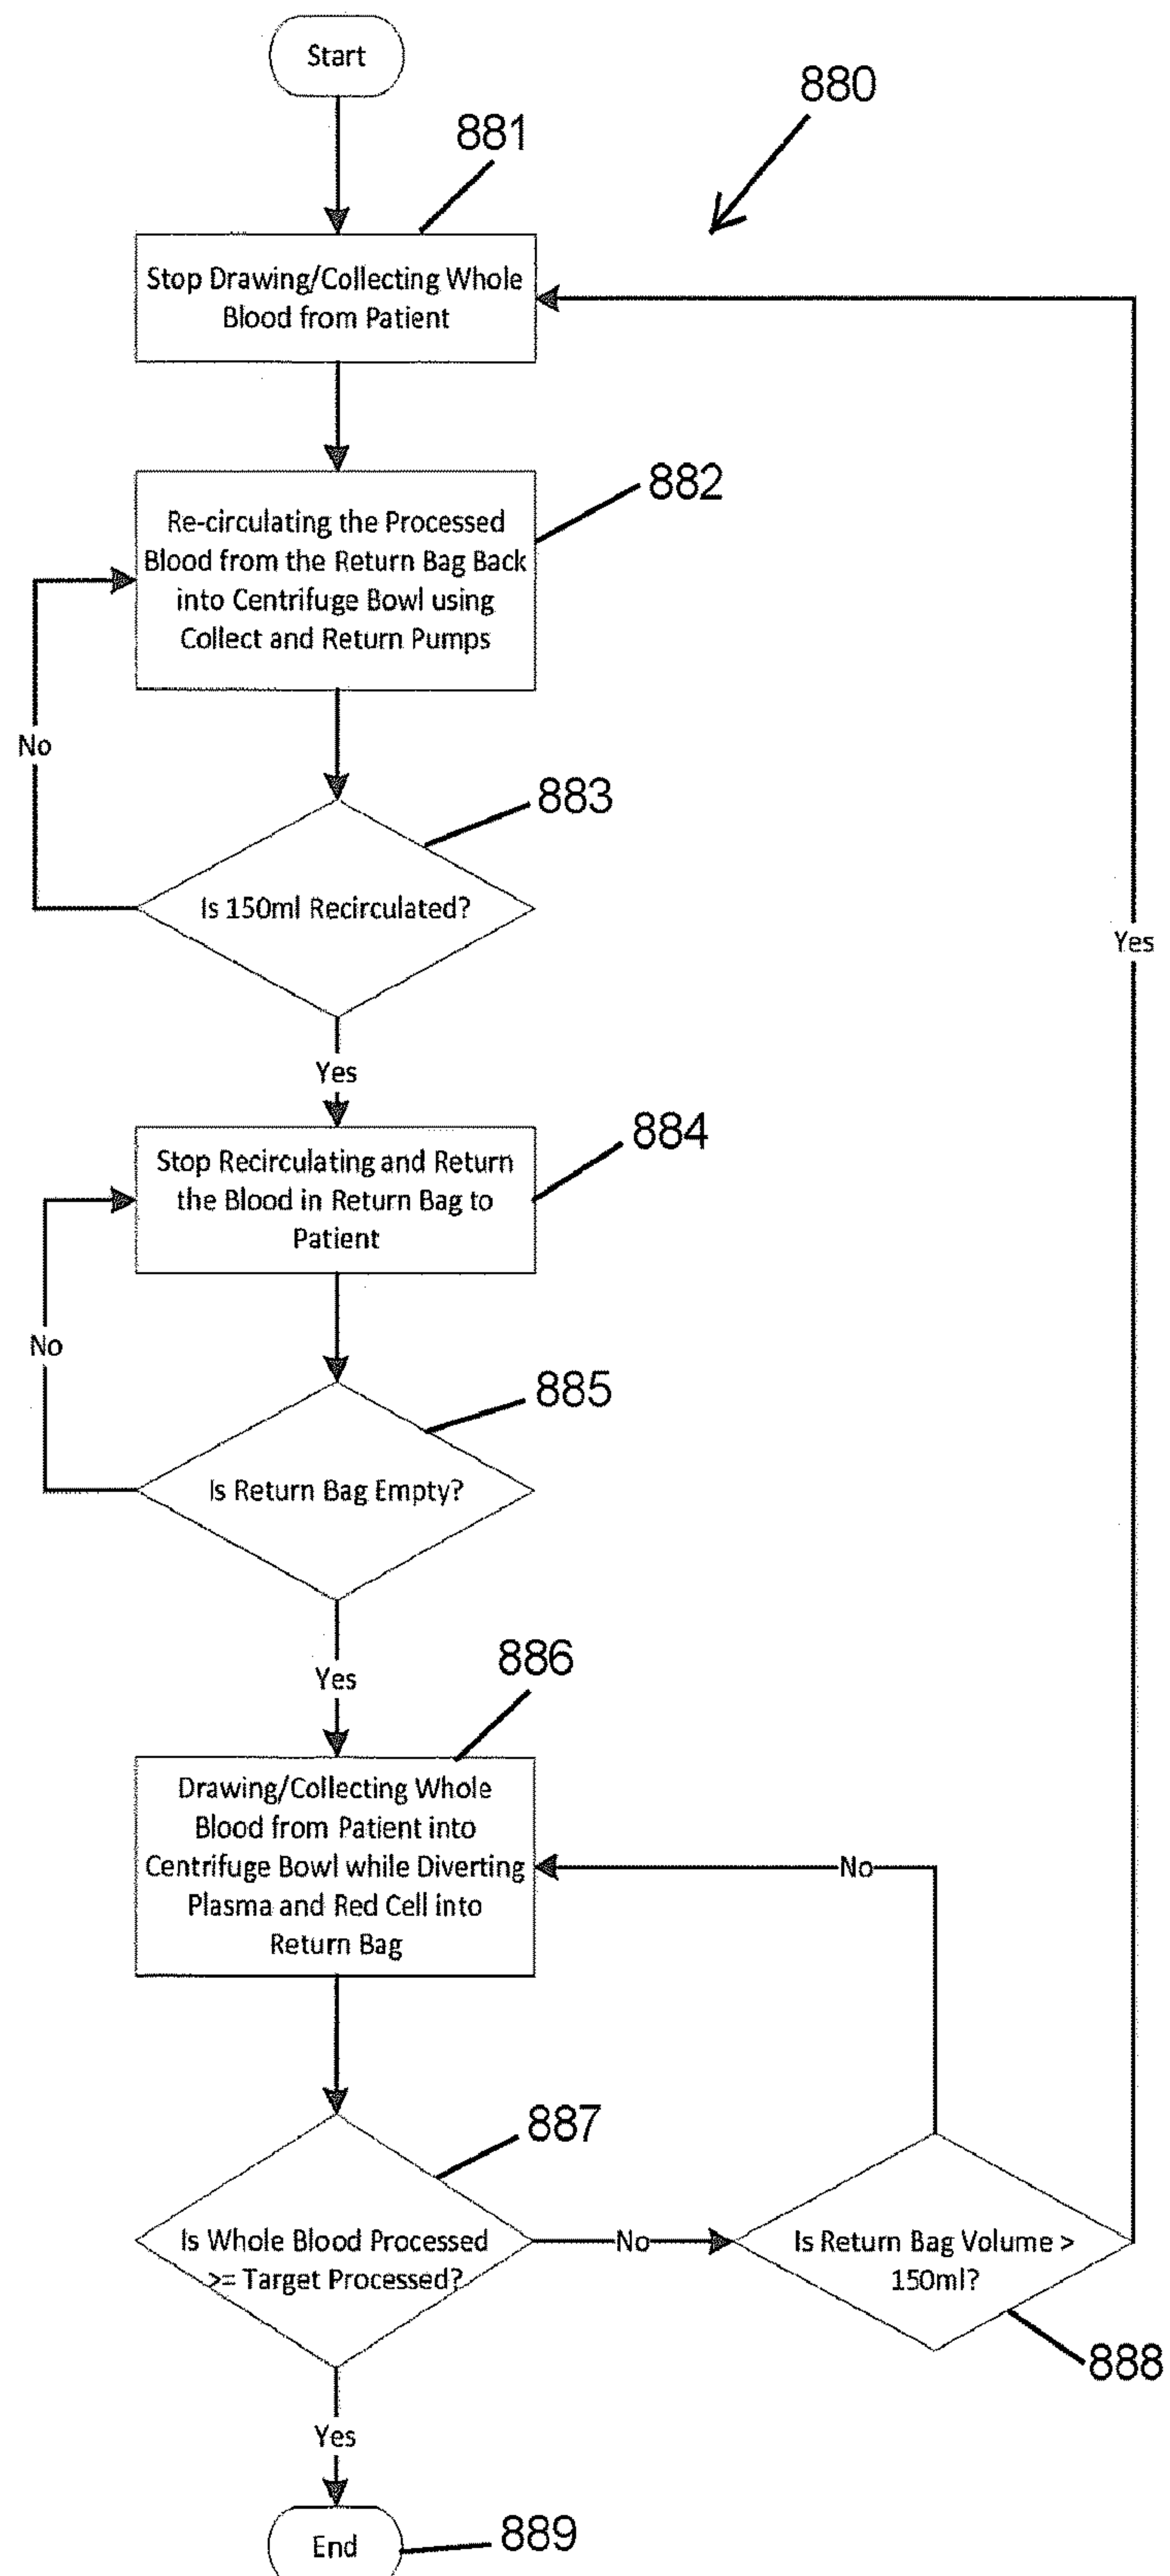 Start
880
881
Stop Drawing/Collecting Whole
Blood from Patient
882
Re-circulating the Processed
Blood from the Return Bag Back
into Centrifuge Bowl using
Collect and Return Pumps
No
883
Is 150ml Recirculated?
Yes
Yes
884
Stop Recirculating and Return
the Blood in Return Bag to
Patient
No
885
Is Return Bag Empty?
Yes
886
Drawing/Collecting Whole
Blood from Patient into
Centrifuge Bowl while Diverting
Plasma and Red Cell into
Return Bag
No
887
Is Whole Blood Processed
>= Target Processed?
No
Is Return Bag Volume >
150ml?
888
Yes
End
889